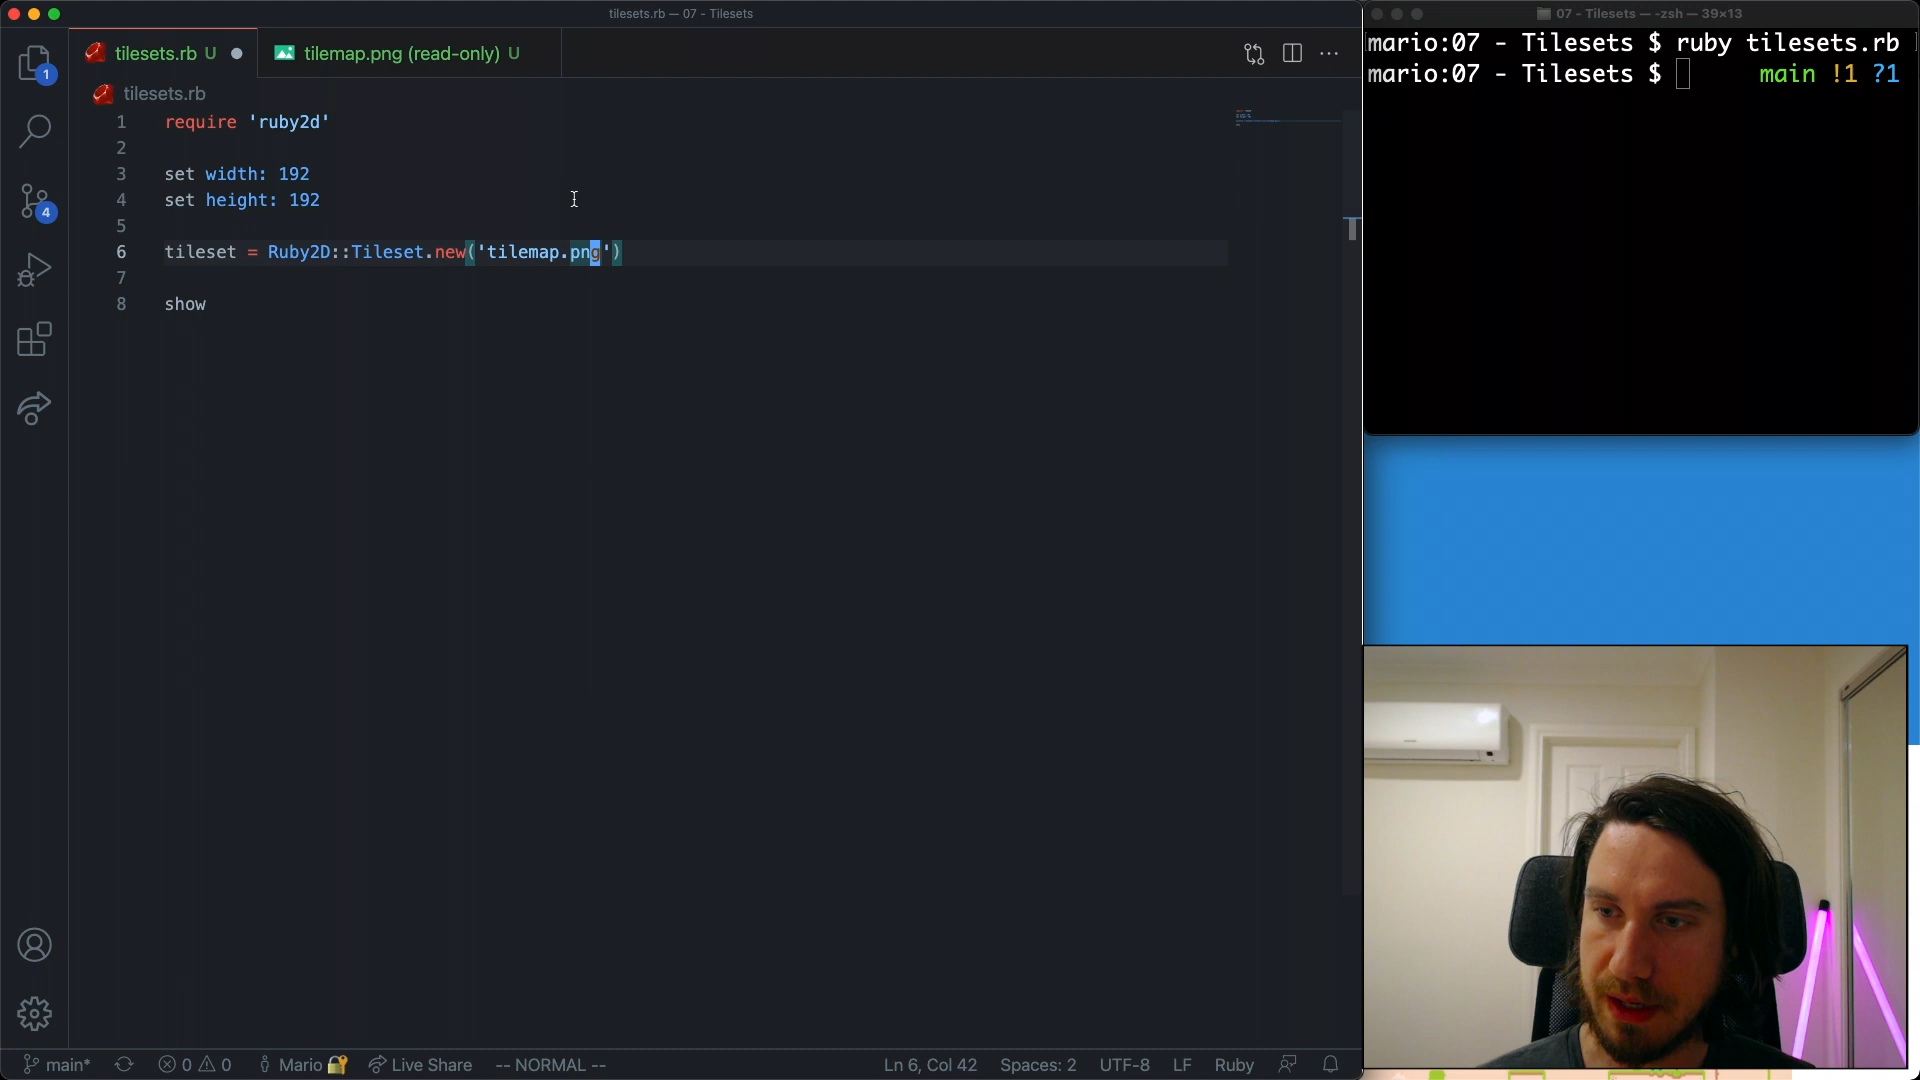 tilesets.rb — 07 - Tilesets
tilesets.rb U
tilemap.png (read-only) U
tilesets.rb
1 require 'ruby2d'
2
3 set width: 192
4 set height: 192
5
6 tileset = Ruby2D::Tileset.new('tilemap.png')
7
8 show
1
4
main* 0 0 Mario Live Share -- NORMAL -- Ln 6, Col 42 Spaces: 2 UTF-8 LF Ruby
07 - Tilesets — -zsh — 39×13
mario:07 - Tilesets $ ruby tilesets.rb
mario:07 - Tilesets $ main !1 ?1